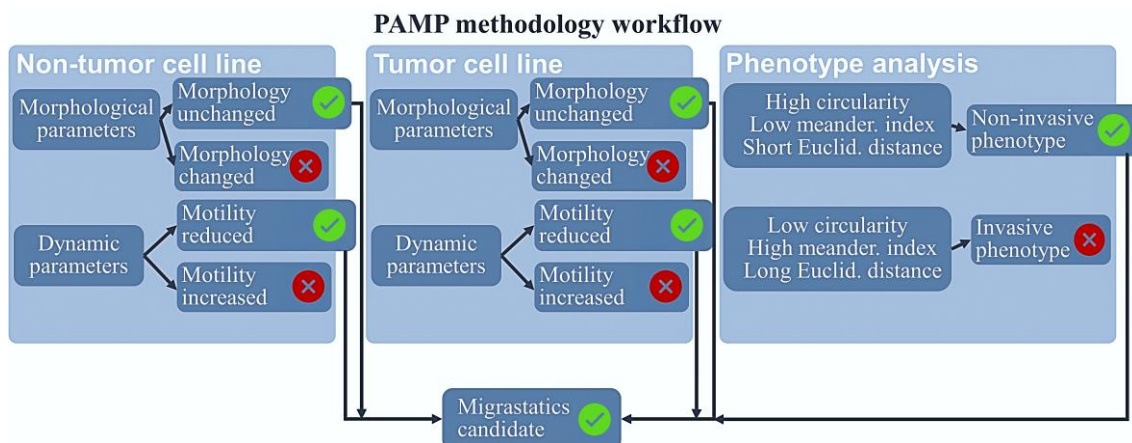 PAMP methodology workflow
Non-tumor cell line
Morphological
parameters
Morphology
unchanged
Morphology
changed
Dynamic
parameters
Motility
reduced
Motility
increased
Tumor cell line
Morphological
parameters
Morphology
unchanged
Morphology
changed
Dynamic
parameters
Motility
reduced
Motility
increased
Phenotype analysis
High circularity
Low meander. index
Short Euclid. distance
Non-invasive
phenotype
Low circularity
High meander. index
Long Euclid. distance
Invasive
phenotype
Migrastatics
candidate